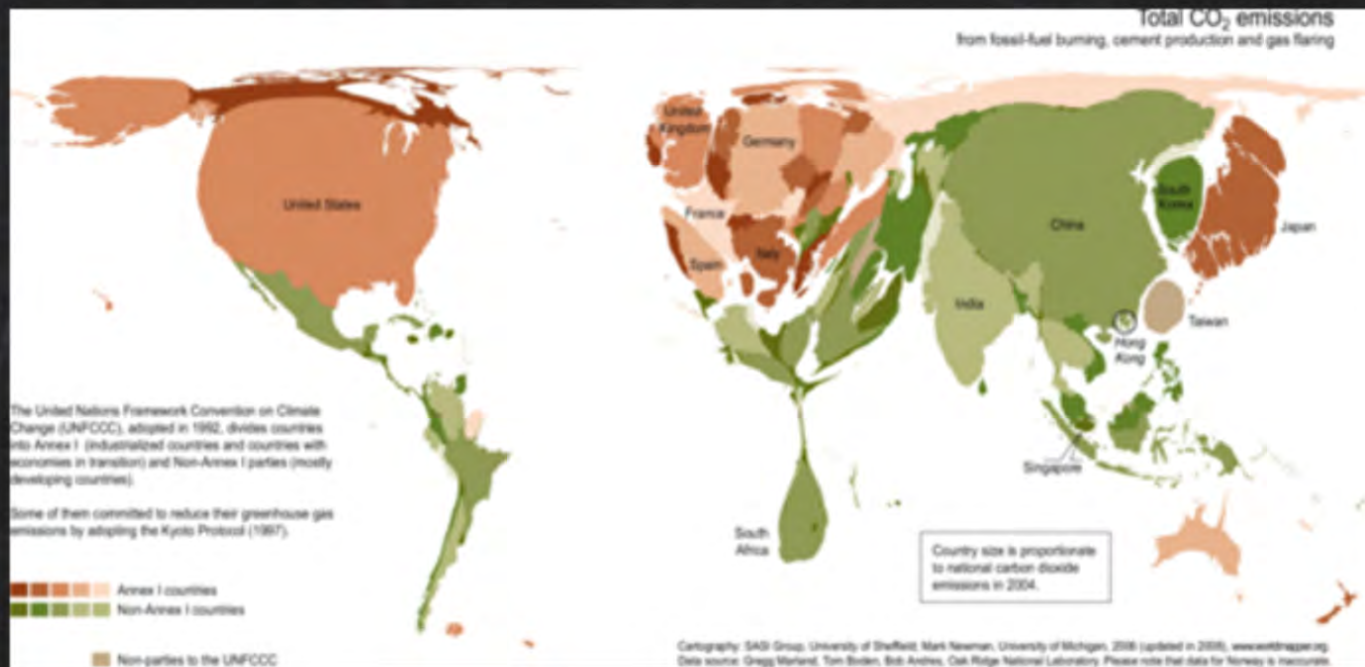 Total CO₂ emissions
from fossil-fuel burning, cement production and gas flaring
United
Kingdom
Germany
United States
France
Italy
Spain
China
South
Korea
Japan
India
Taiwan
Hong
Kong
Singapore
South
Africa
The United Nations Framework Convention on Climate
Change (UNFCCC), adopted in 1992, divides countries
into Annex I (industrialized countries and countries with
economies in transition) and Non-Annex I parties (mostly
developing countries).
Some of them committed to reduce their greenhouse gas
emissions by adopting the Kyoto Protocol (1997).
Annex I countries
Non-Annex I countries
Non-parties to the UNFCCC
Country size is proportionate
to national carbon dioxide
emissions in 2004.
Cartography: SASI Group, University of Sheffield; Mark Newman, University of Michigan, 2006 (updated in 2008), www.worldmapper.org
Data source: Gregg Marland, Tom Boden, Bob Andres, Oak Ridge National Laboratory. Please note that data for Norway is inaccurate.